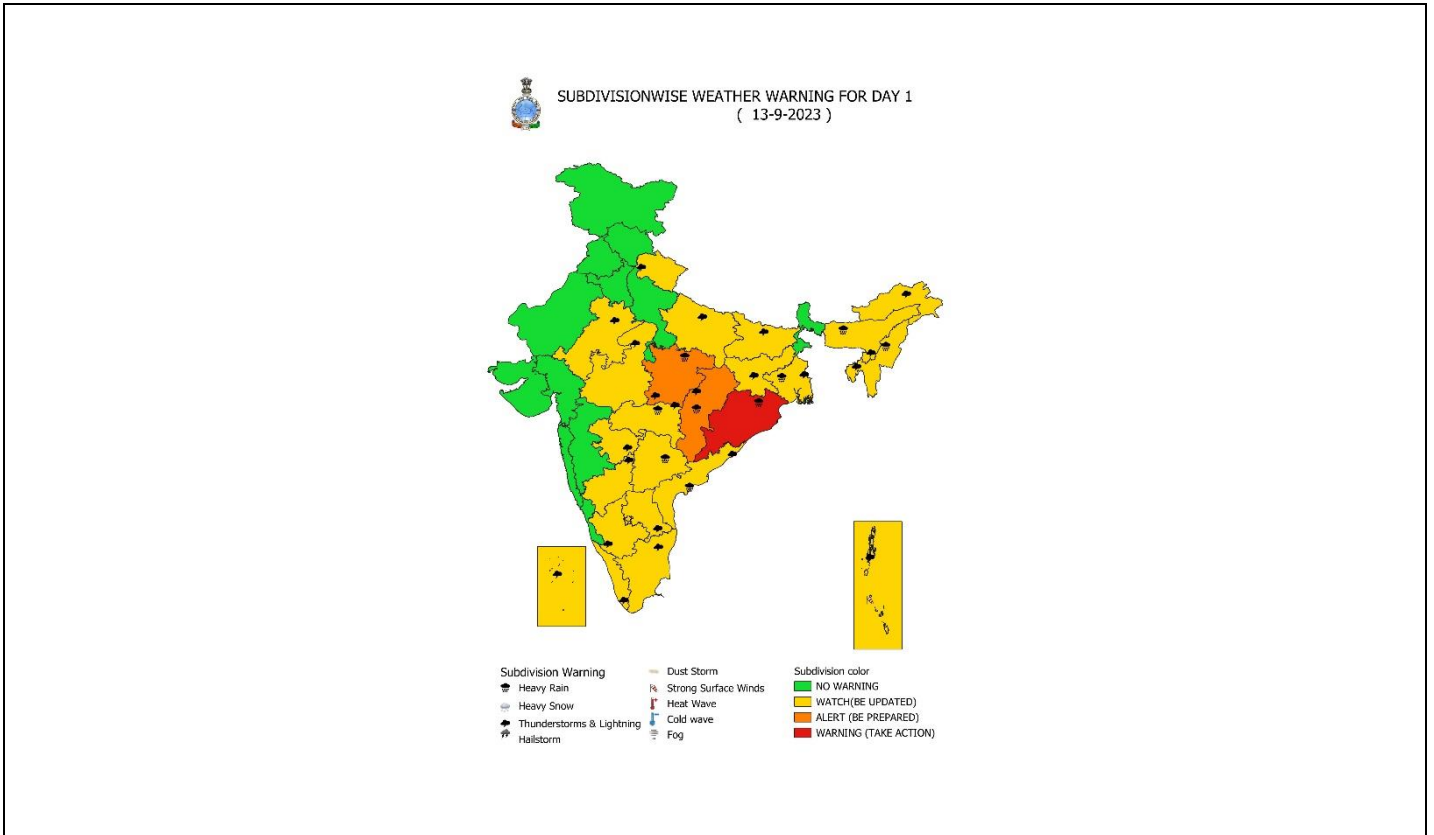 SUBDIVISIONWISE WEATHER WARNING FOR DAY 1
( 13-9-2023 )
Subdivision Warning
Heavy Rain
Heavy Snow
Thunderstorms & Lightning
Hailstorm
Dust Storm
Strong Surface Winds
Heat Wave
Cold wave
Fog
Subdivision color
NO WARNING
WATCH(BE UPDATED)
ALERT (BE PREPARED)
WARNING (TAKE ACTION)